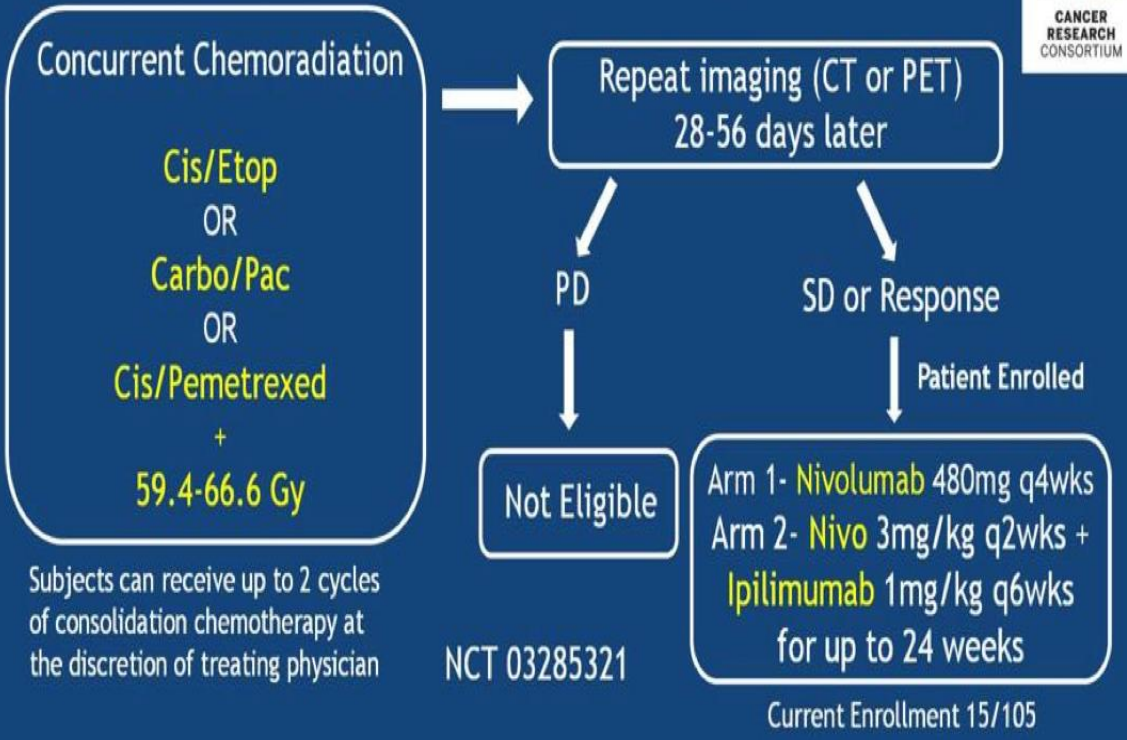 CANCER
RESEARCH
CONSORTIUM
Concurrent Chemoradiation
Cis/Etop
OR
Carbo/Pac
OR
Cis/Pemetrexed
+
59.4-66.6 Gy
Subjects can receive up to 2 cycles
of consolidation chemotherapy at
the discretion of treating physician
Repeat imaging (CT or PET)
28-56 days later
PD
SD or Response
Patient Enrolled
Not Eligible
Arm 1- Nivolumab 480mg q4wks
Arm 2- Nivo 3mg/kg q2wks +
Ipilimumab 1mg/kg q6wks
for up to 24 weeks
NCT 03285321
Current Enrollment 15/105